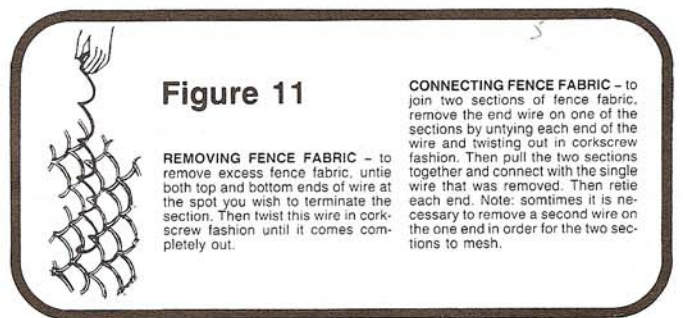 Figure 11
REMOVING FENCE FABRIC – to
remove excess fence fabric, untie
both top and bottom ends of wire at
the spot you wish to terminate the
section. Then twist this wire in cork-
screw fashion until it comes com-
pletely out.
CONNECTING FENCE FABRIC – to
join two sections of fence fabric,
remove the end wire on one of the
sections by untying each end of the
wire and twisting out in corkscrew
fashion. Then pull the two sections
together and connect with the single
wire that was removed. Then retie
each end. Note: somtimes it is ne-
cessary to remove a second wire on
the one end in order for the two sec-
tions to mesh.